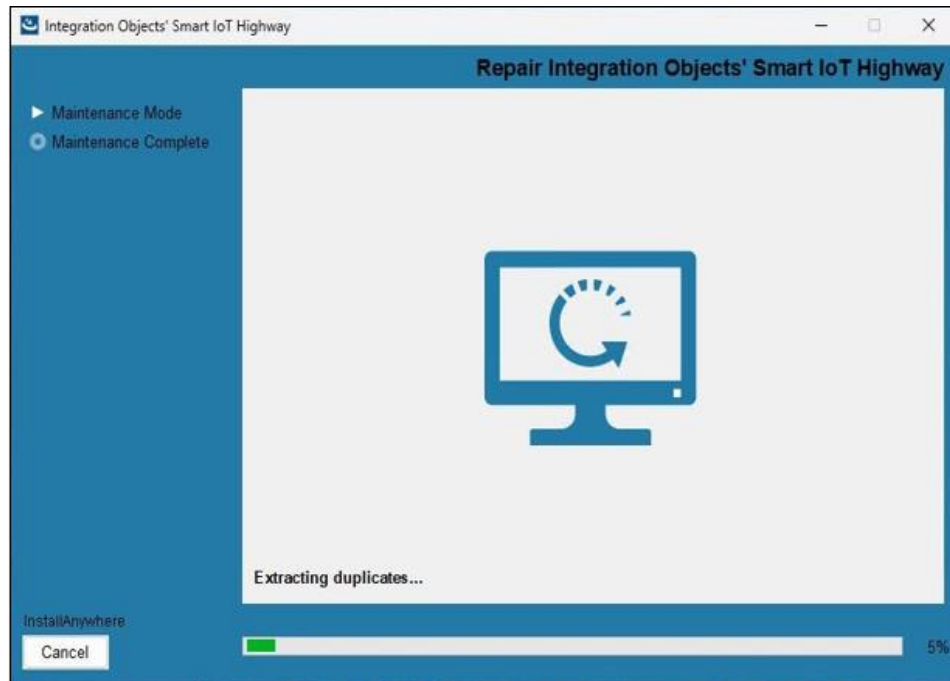 Integration Objects' Smart IoT Highway
Repair Integration Objects' Smart IoT Highway
Maintenance Mode
Maintenance Complete
Extracting duplicates...
InstallAnywhere
Cancel
5%